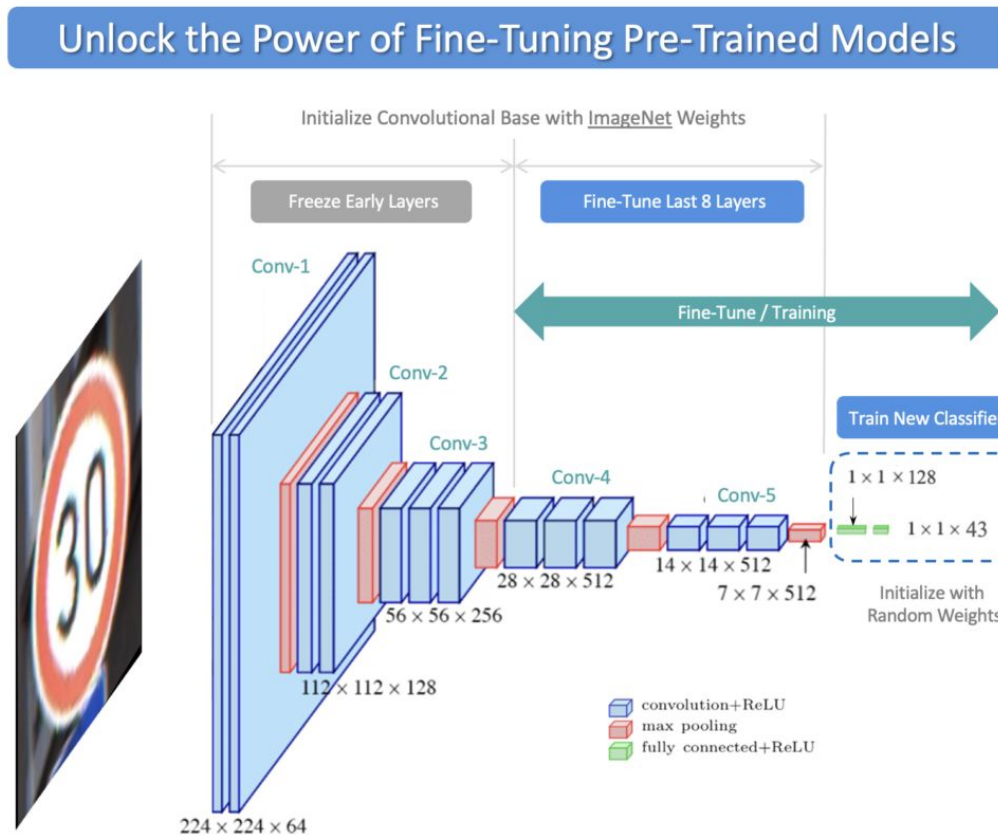 Unlock the Power of Fine-Tuning Pre-Trained Models
Initialize Convolutional Base with ImageNet Weights
Freeze Early Layers
Fine-Tune Last 8 Layers
Conv-1
Fine-Tune / Training
Conv-2
Train New Classifie
Conv-3
Conv-4
Conv-5
1 × 1 × 128
1 × 1 × 43
30
28 × 28 × 512
14 × 14 × 512
7 × 7 × 512
56 × 56 × 256
Initialize with
Random Weights
112 × 112 × 128
convolution+ReLU
max pooling
fully connected+ReLU
224 × 224 × 64